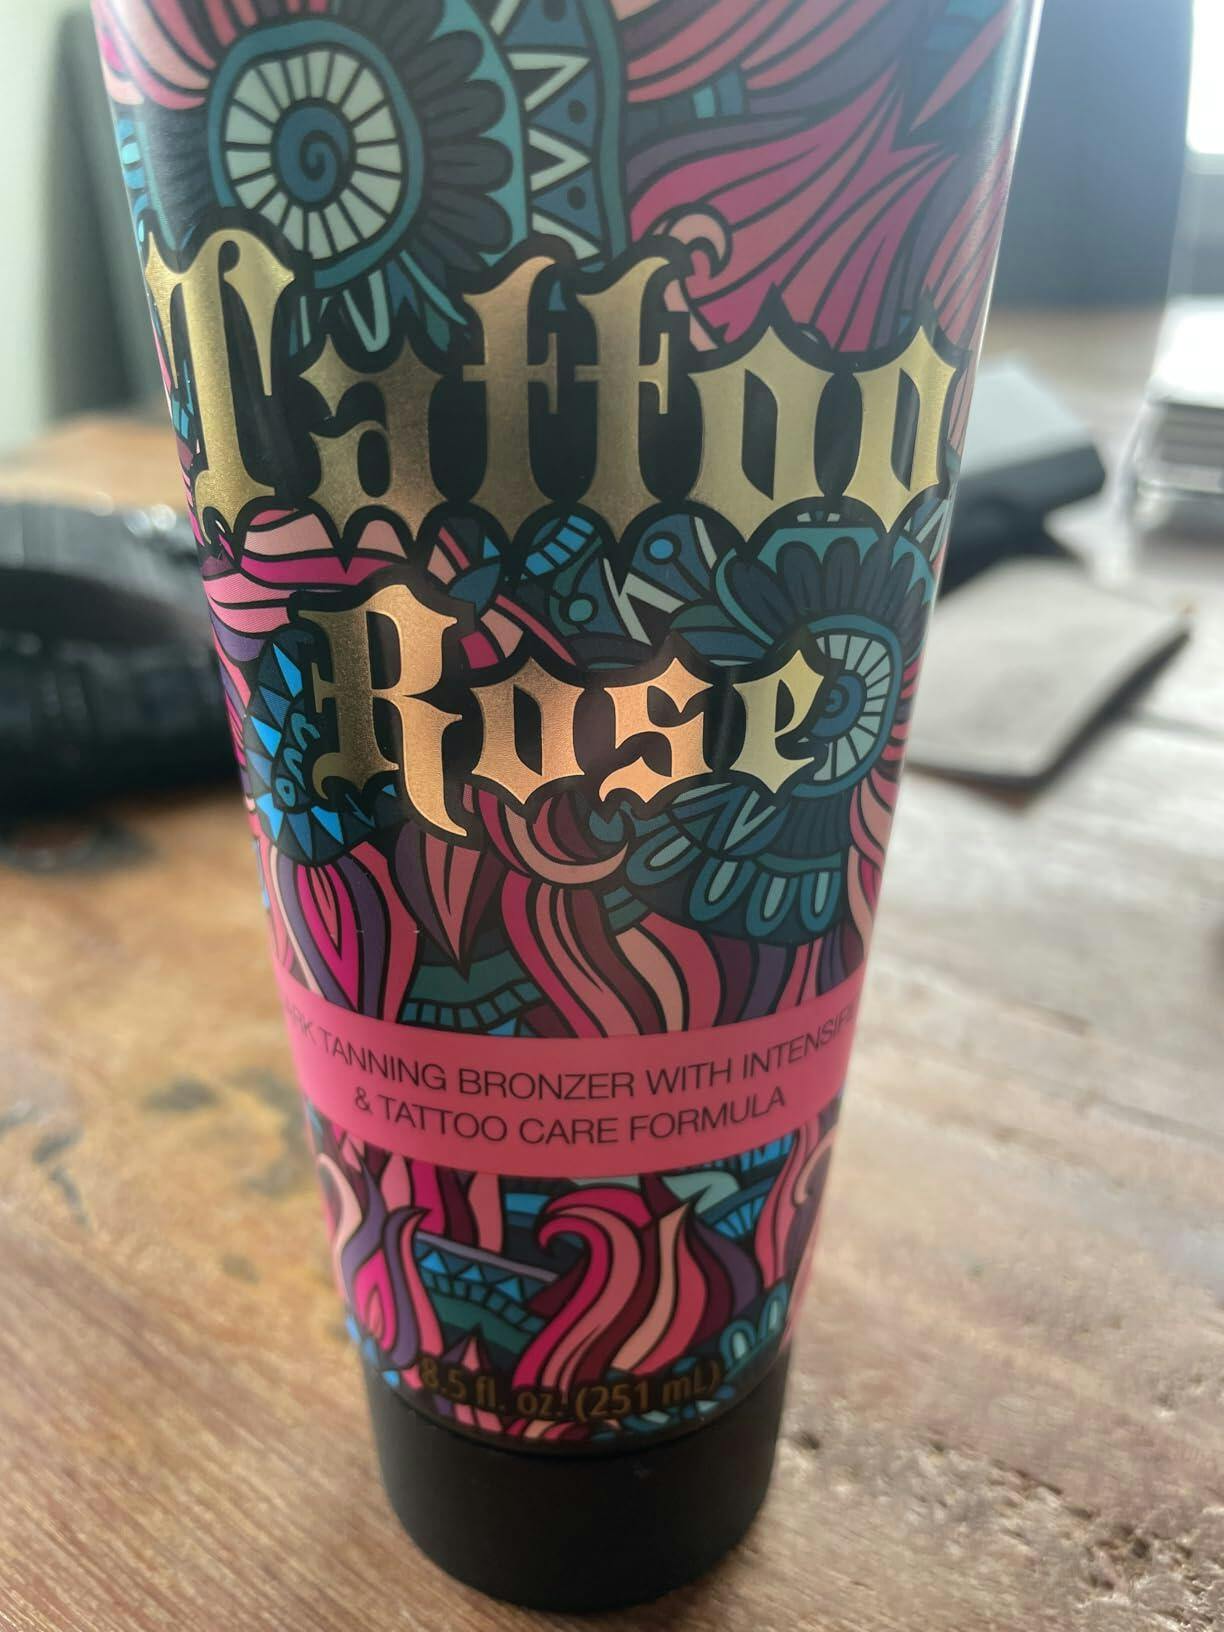 Tattoo
Rose
TANNING BRONZER WITH
& TATTOO CARE FORMULA
8.5 fl. oz. (251 mL)